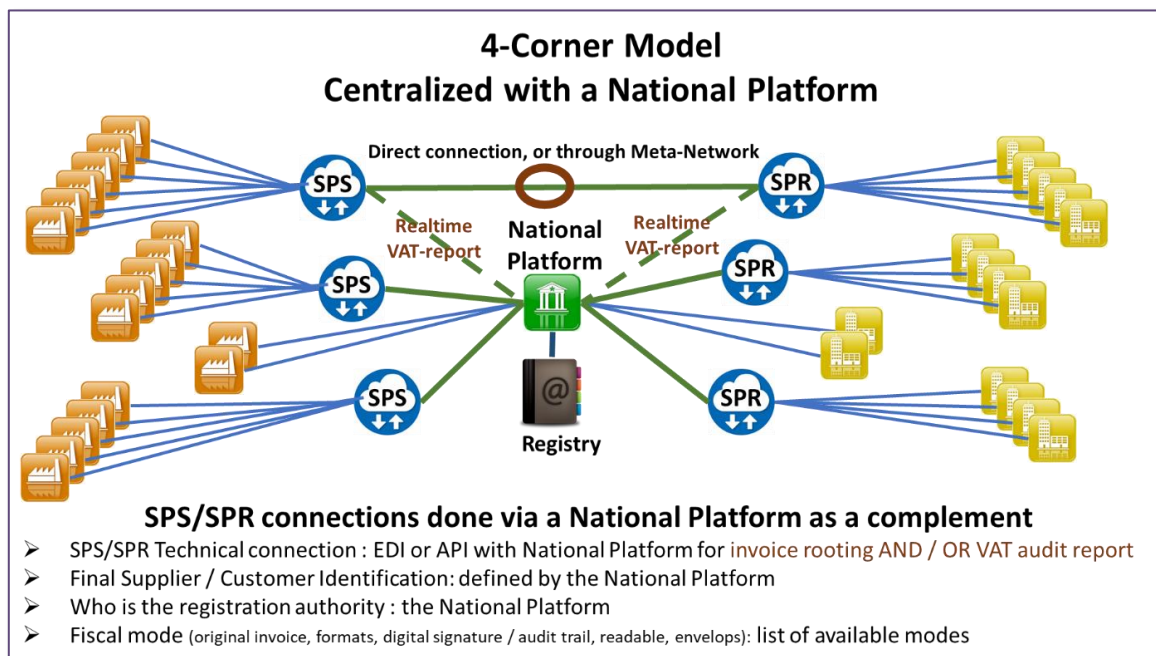 4-Corner Model
Centralized with a National Platform
Direct connection, or through Meta-Network
SPS
SPR
Realtime
VAT-report
National
Platform
Realtime
VAT-report
SPS
SPR
@
SPS
SPR
Registry
SPS/SPR connections done via a National Platform as a complement
➢ SPS/SPR Technical connection : EDI or API with National Platform for invoice rooting AND / OR VAT audit report
➢ Final Supplier / Customer Identification: defined by the National Platform
➢ Who is the registration authority : the National Platform
➢ Fiscal mode (original invoice, formats, digital signature / audit trail, readable, envelops): list of available modes